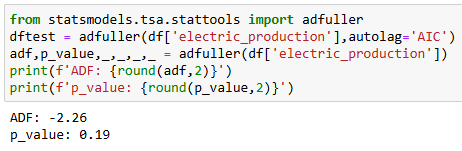 from statsmodels.tsa.stattools import adfuller
dftest = adfuller(df['electric_production'],autolag='AIC')
adf,p_value,_,_,_,_ = adfuller(df['electric_production'])
print(f'ADF: {round(adf,2)}')
print(f'p_value: {round(p_value,2)}')
ADF: -2.26
p_value: 0.19